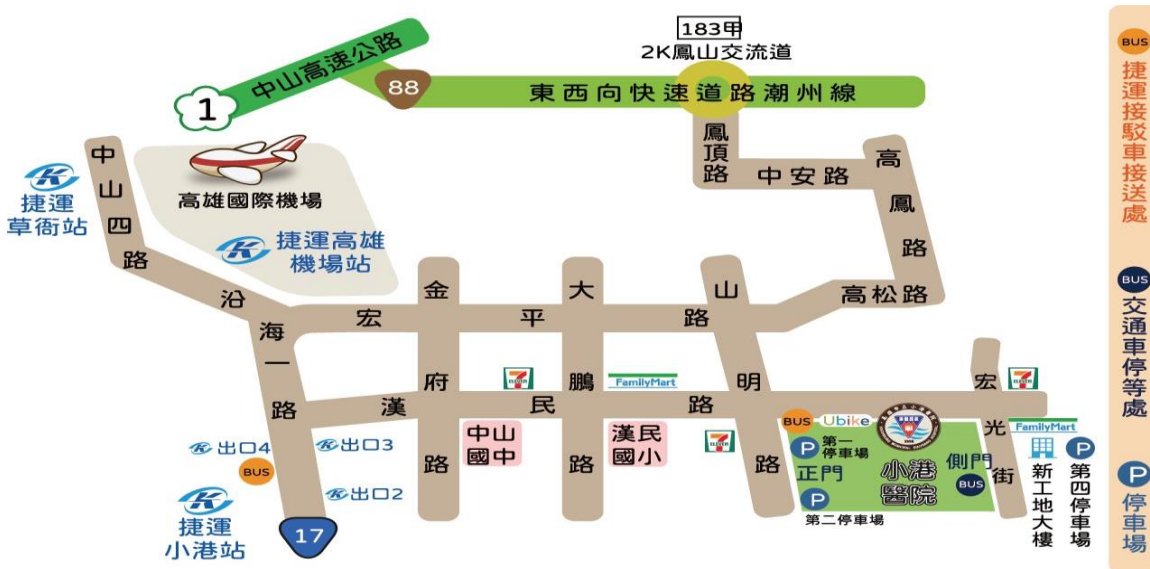 183甲
2K鳳山交流道
中山高速公路
1
88
東西向快速道路潮州線
鳳頂路
中安路
高鳳路
高松路
中山四路
捷運
草衙站
高雄國際機場
捷運高雄
機場站
沿海一路
宏平路
金府路
大鵬路
山明路
漢民路
宏光街
7
ELEVEN
FamilyMart
7
ELEVEN
7
ELEVEN
FamilyMart
中山
國中
漢民
國小
出口4
出口3
出口2
BUS
捷運
小港站
17
BUS
Ubike
P
第一
停車場
正門
P
第二停車場
小港
醫院
側門
BUS
新工地大樓
P
第四停車場
BUS
捷運接駁車接送處
BUS
交通車停等處
P
停車場